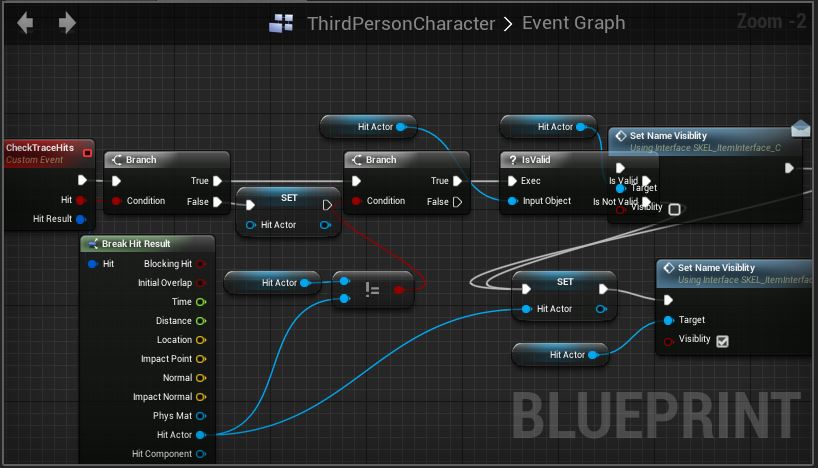 ThirdPersonCharacter > Event Graph
Zoom -2
Hit Actor
Hit Actor
Set Name Visiblity
Using Interface SKEL_ItemInterface_C
CheckTraceHits
Custom Event
Branch
Branch
IsValid
True
True
Exec
Is Valid
Target
Hit
Condition
False
Condition
False
Input Object
Is Not Valid
Visiblity
SET
Hit Result
Hit Actor
Break Hit Result
Hit
Blocking Hit
Initial Overlap
Time
Distance
Location
Impact Point
Normal
Impact Normal
Phys Mat
Hit Actor
Hit Component
Hit Actor
!=
SET
Hit Actor
Hit Actor
Set Name Visiblity
Using Interface SKEL_ItemInterfac
Target
Visiblity
BLUEPRINT